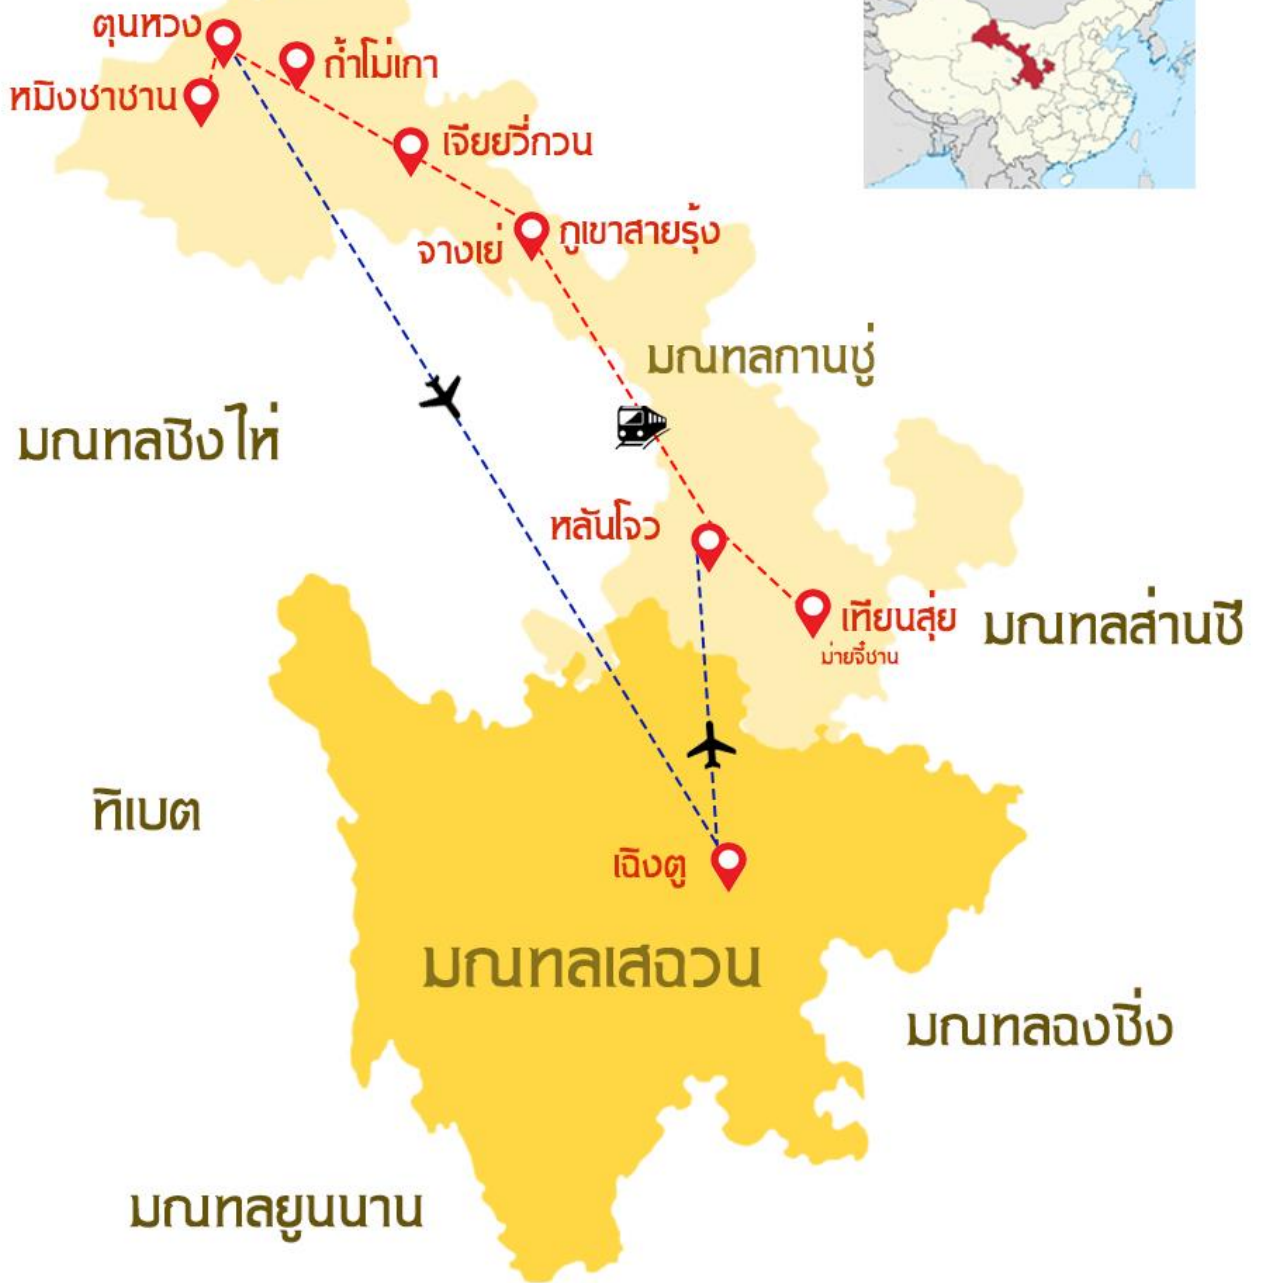 ตุนหวง
ถ้ำโม่เกา
หมิงซาซาน
เจียยวี่กวน
ภูเขาสายรุ้ง
จางเย่
มณฑลกานซู่
มณฑลชิงไห่
หลันโจว
เทียนสุ่ย
ม่ายจี๋ซาน
มณฑลส่านซี
ทิเบต
เฉิงตู
มณฑลเสฉวน
มณฑลฉงชิ่ง
มณฑลยูนนาน